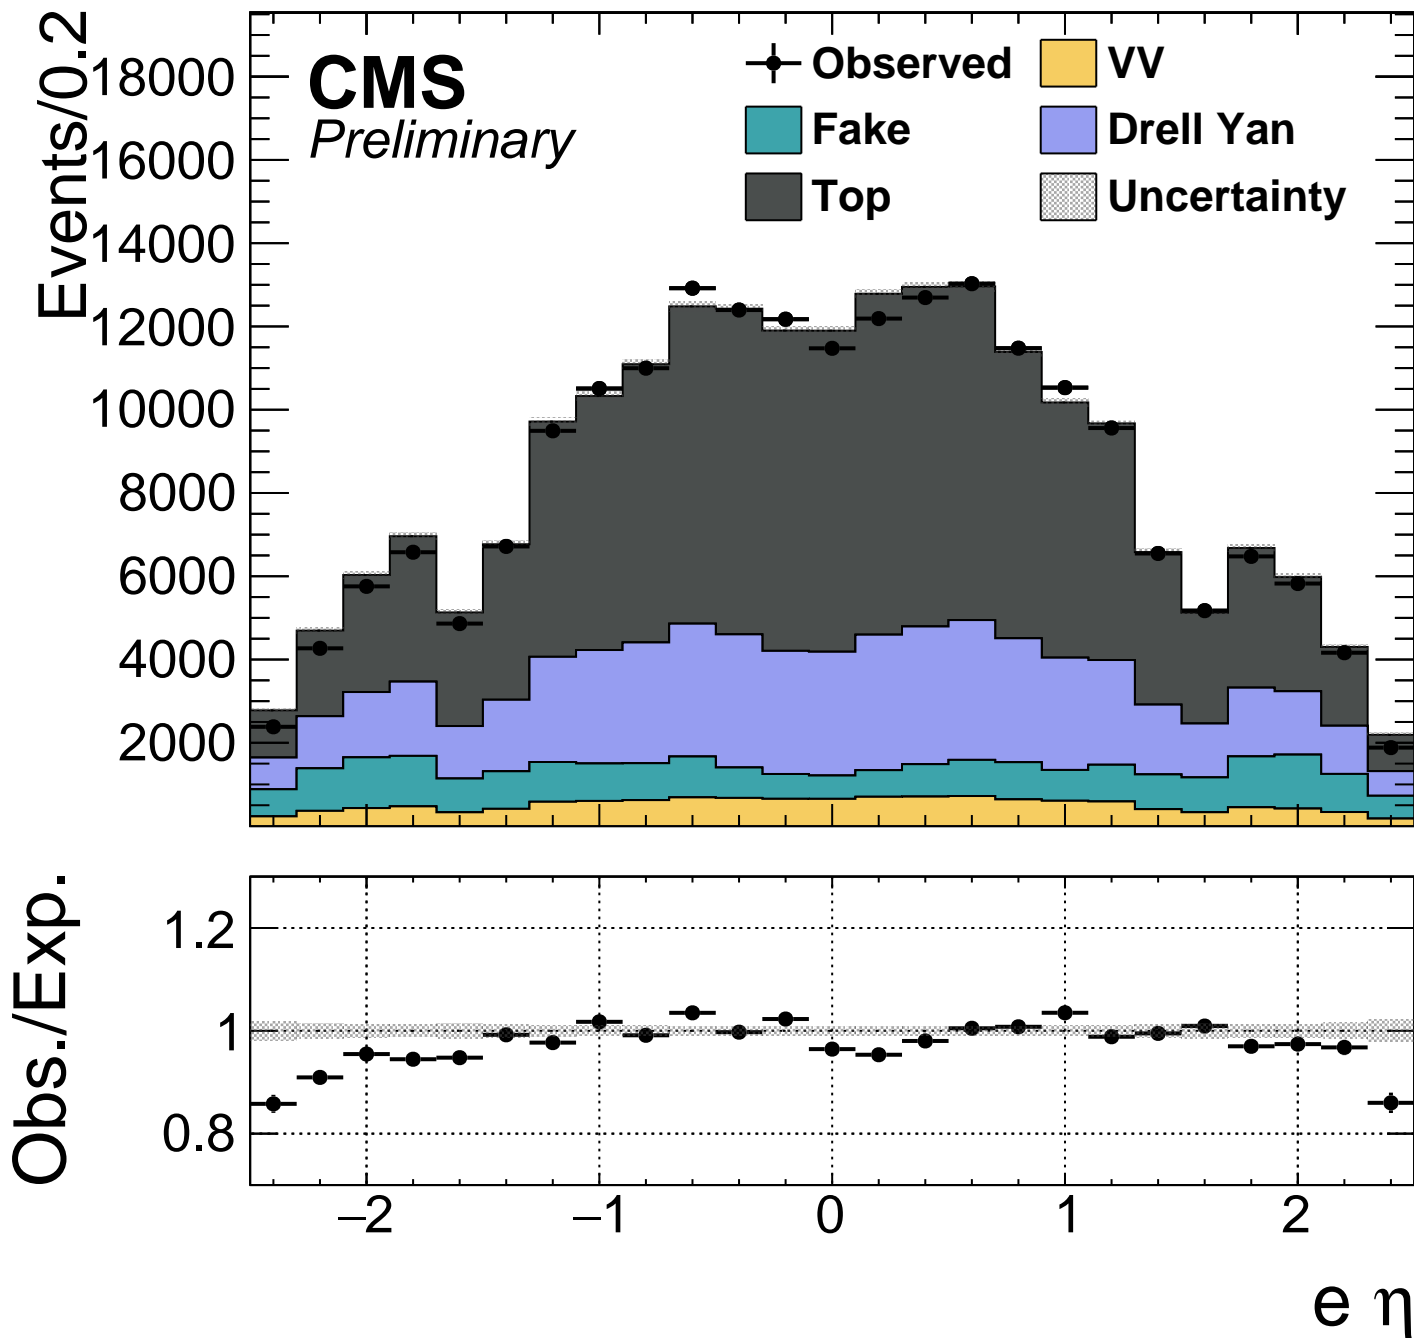 Events/0.2
18000
16000
14000
12000
10000
8000
6000
4000
2000
CMS
Preliminary
Observed
VV
Fake
Drell Yan
Top
Uncertainty
Obs./Exp.
1.2
1
0.8
−2
−1
0
1
2
e η